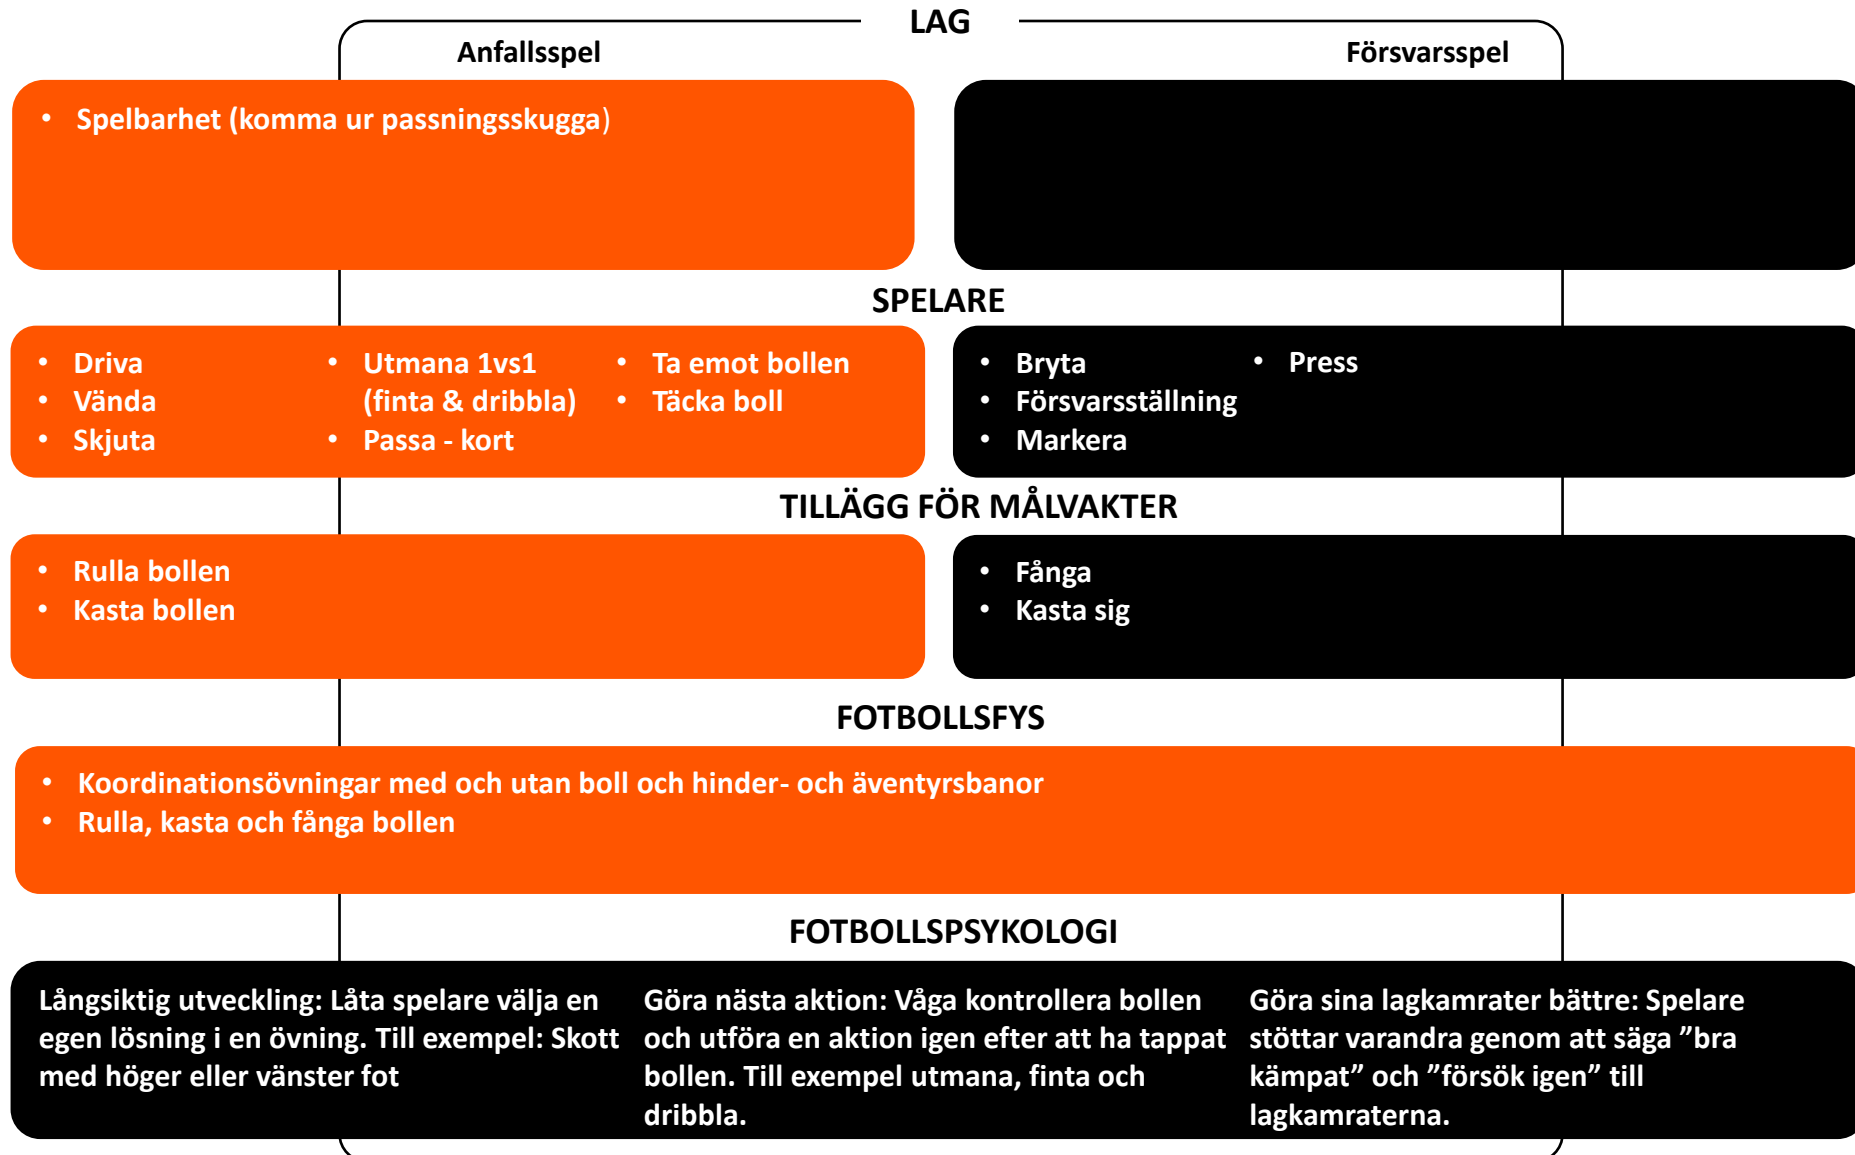 LAG
Anfallsspel
Försvarsspel
• Spelbarhet (komma ur passningsskugga)
SPELARE
• Driva
• Vända
• Skjuta
• Utmana 1vs1
(finta & dribbla)
• Passa - kort
• Ta emot bollen
• Täcka boll
• Bryta
• Försvarsställning
• Markera
• Press
TILLÄGG FÖR MÅLVAKTER
• Rulla bollen
• Kasta bollen
• Fånga
• Kasta sig
FOTBOLLSFYS
• Koordinationsövningar med och utan boll och hinder- och äventyrsbanor
• Rulla, kasta och fånga bollen
FOTBOLLSPSYKOLOGI
Långsiktig utveckling: Låta spelare välja en
egen lösning i en övning. Till exempel: Skott
med höger eller vänster fot
Göra nästa aktion: Våga kontrollera bollen
och utföra en aktion igen efter att ha tappat
bollen. Till exempel utmana, finta och
dribbla.
Göra sina lagkamrater bättre: Spelare
stöttar varandra genom att säga ”bra
kämpat” och ”försök igen” till
lagkamraterna.